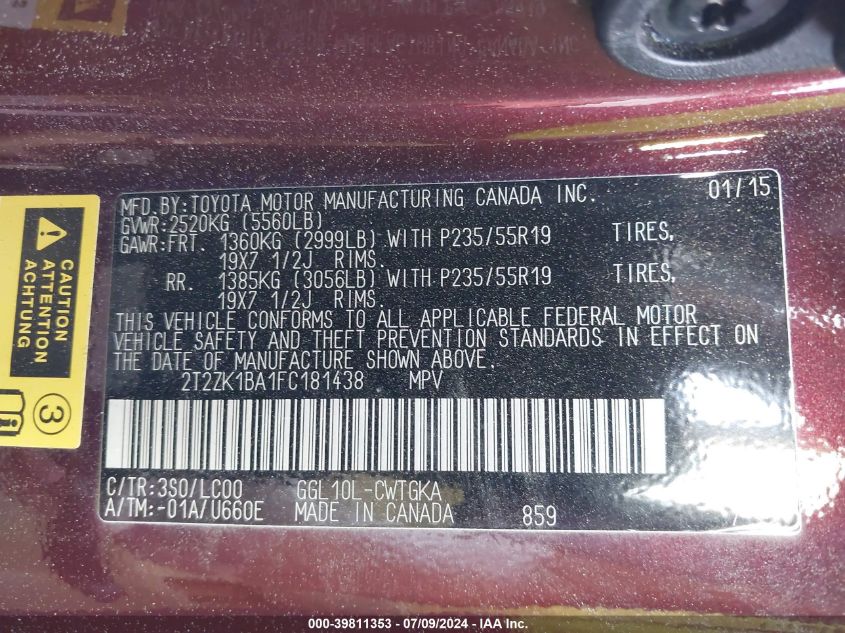 MFD.BY:TOYOTA MOTOR MANUFACTURING CANADA INC. 01/15
GVWR:2520KG (5560LB)
GAWR:FRT. 1360KG (2999LB) WITH P235/55R19 TIRES,
19X7 1/2J RIMS.
RR. 1385KG (3056LB) WITH P235/55R19 TIRES,
19X7 1/2J RIMS.
THIS VEHICLE CONFORMS TO ALL APPLICABLE FEDERAL MOTOR
VEHICLE SAFETY AND THEFT PREVENTION STANDARDS IN EFFECT ON
THE DATE OF MANUFACTURE SHOWN ABOVE.
2T2ZK1BA1FC181438 MPV
C/TR:3S0/LC00 GGL10L-CWTGKA
A/TM:-01A/U660E MADE IN CANADA 859
CAUTION
ATTENTION
ACHTUNG
3
000-39811353 - 07/09/2024 - IAA Inc.